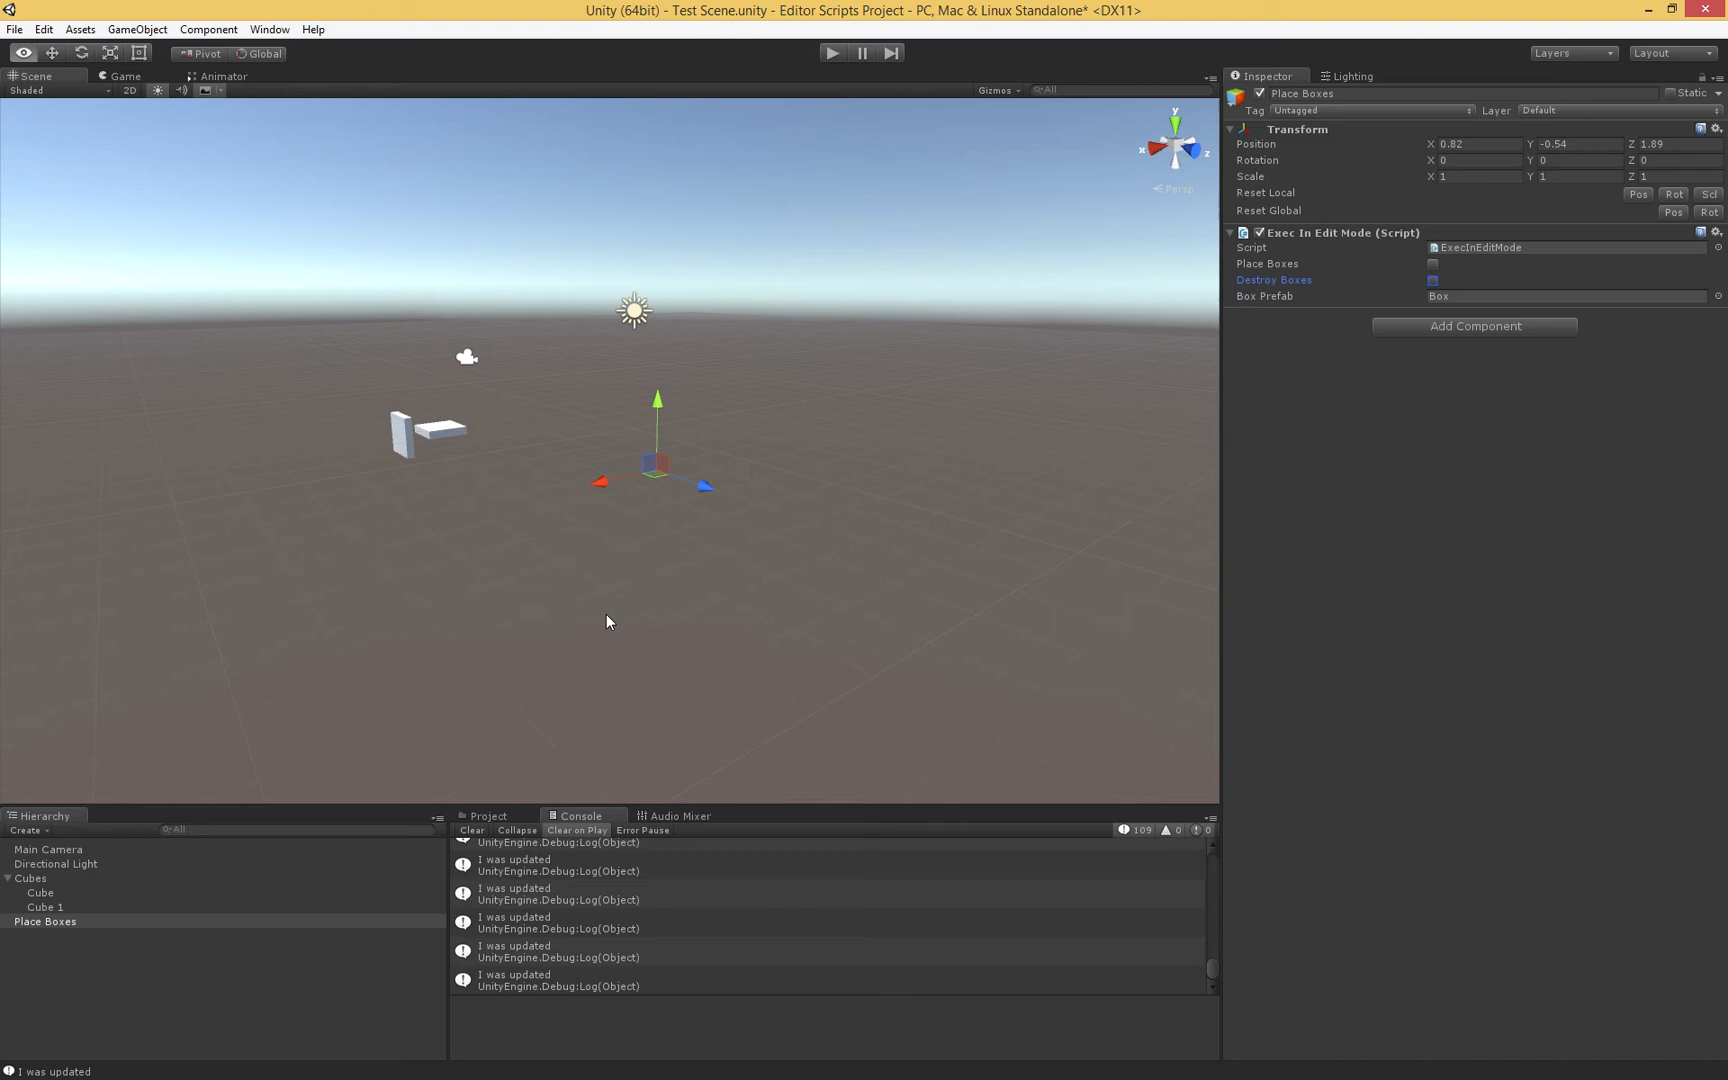 Unity (64bit) - Test Scene.unity - Editor Scripts Project - PC, Mac & Linux Standalone* <DX11>
File Edit Assets GameObject Component Window Help
Pivot Global Layers Layout
Scene Game Animator
Shaded 2D Gizmos All
y
x z
Persp
Inspector Lighting
Place Boxes Static
Tag Untagged Layer Default
Transform
Position X 0.82 Y -0.54 Z 1.89
Rotation X 0 Y 0 Z 0
Scale X 1 Y 1 Z 1
Reset Local Pos Rot Scl
Reset Global Pos Rot
Exec In Edit Mode (Script)
Script ExecInEditMode
Place Boxes
Destroy Boxes
Box Prefab Box
Add Component
Hierarchy
Create All
Main Camera
Directional Light
Cubes
Cube
Cube 1
Place Boxes
Project Console Audio Mixer
Clear Collapse Clear on Play Error Pause 109 0 0
UnityEngine.Debug:Log(Object)
I was updated
UnityEngine.Debug:Log(Object)
I was updated
UnityEngine.Debug:Log(Object)
I was updated
UnityEngine.Debug:Log(Object)
I was updated
UnityEngine.Debug:Log(Object)
I was updated
UnityEngine.Debug:Log(Object)
I was updated